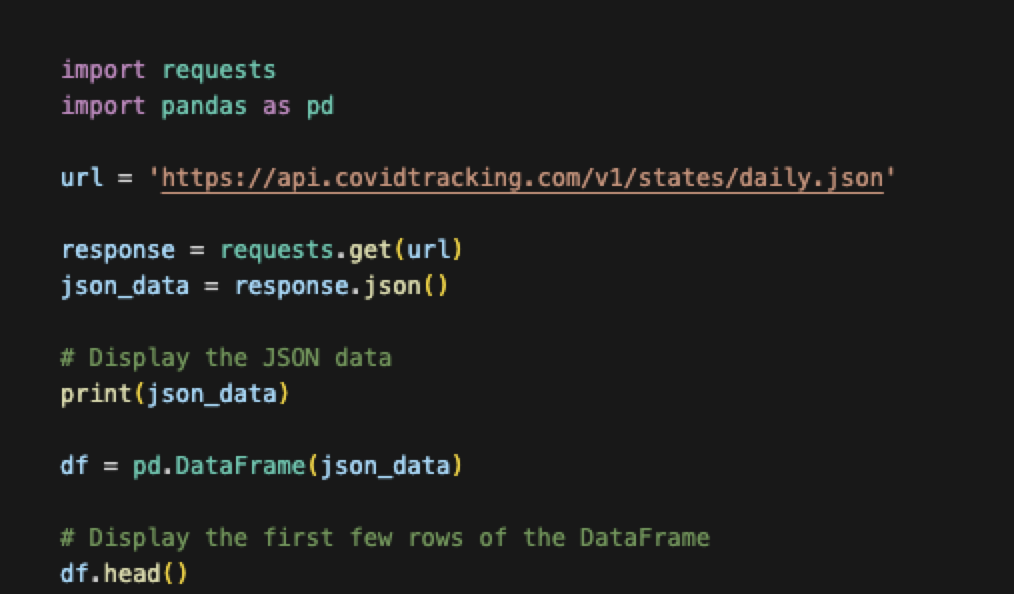 import requests
import pandas as pd
url = 'https://api.covidtracking.com/v1/states/daily.json'
response = requests.get(url)
json_data = response.json()
# Display the JSON data
print(json_data)
df = pd.DataFrame(json_data)
# Display the first few rows of the DataFrame
df.head()